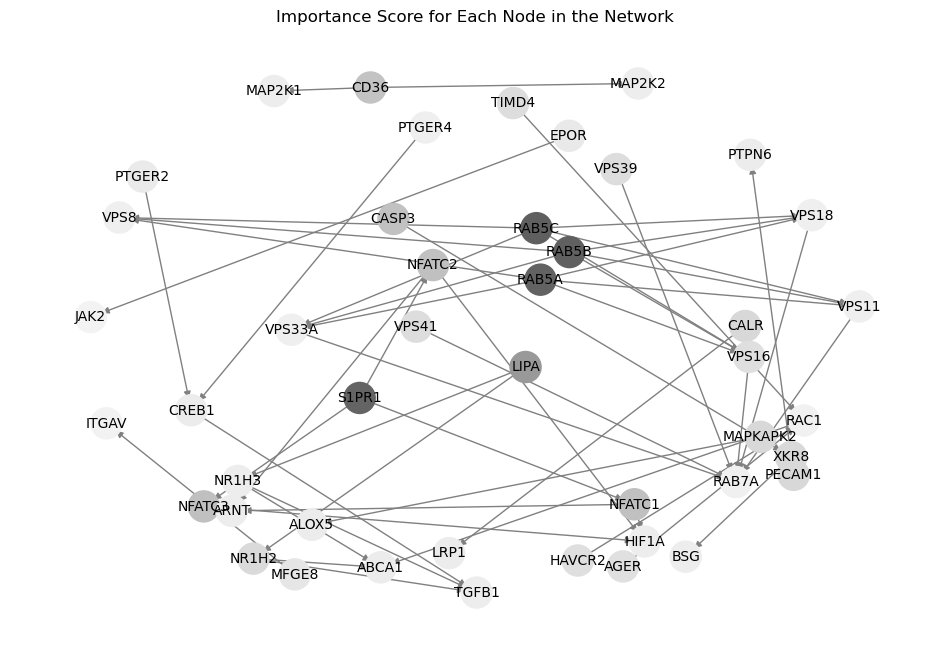 Importance Score for Each Node in the Network
MAP2K2
CD36
MAP2K1
TIMD4
PTGER4
EPOR
PTPN6
VPS39
PTGER2
VPS18
VPS8
CASP3
RAB5C
RAB5B
NFATC2
RAB5A
VPS11
JAK2
CALR
VPS41
VPS33A
VPS16
LIPA
S1PR1
CREB1
RAC1
ITGAV
MAPKAPK2
XKR8
PECAM1
NR1H3
RAB7A
NFATC1
NFATC3
ARNT
ALOX5
HIF1A
LRP1
BSG
NR1H2
HAVCR2
AGER
ABCA1
MFGE8
TGFB1